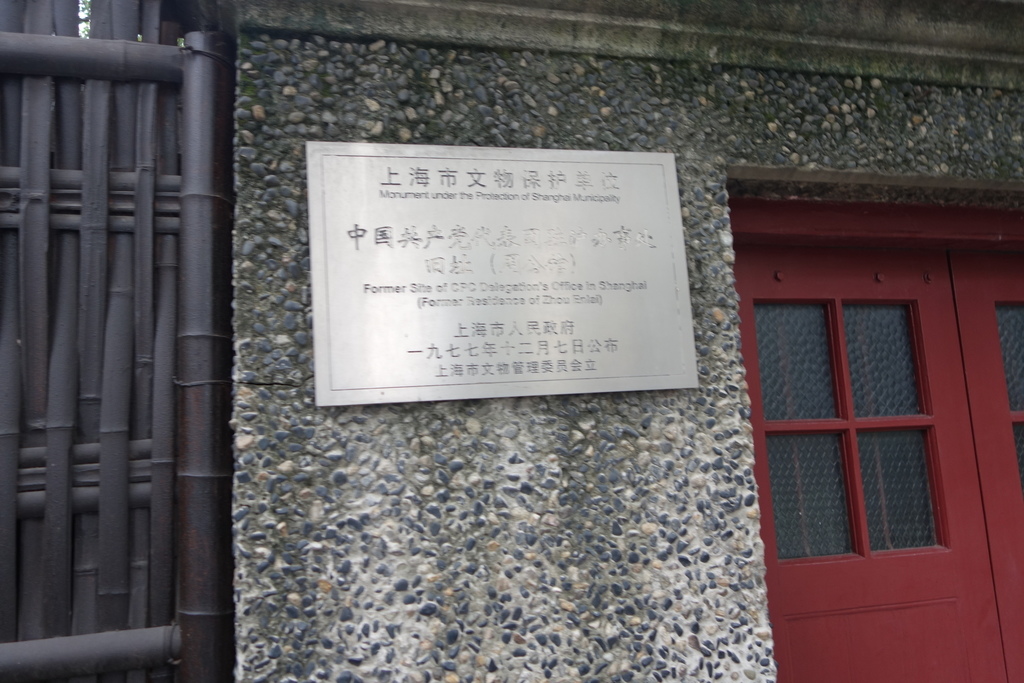 上海市文物保护单位
Monument under the Protection of Shanghai Municipality
中国共产党代表团驻沪办事处
旧址（周公馆）
Former Site of CPC Delegation's Office in Shanghai
(Former Residence of Zhou Enlai)
上海市人民政府
一九七七年十二月七日公布
上海市文物管理委员会立